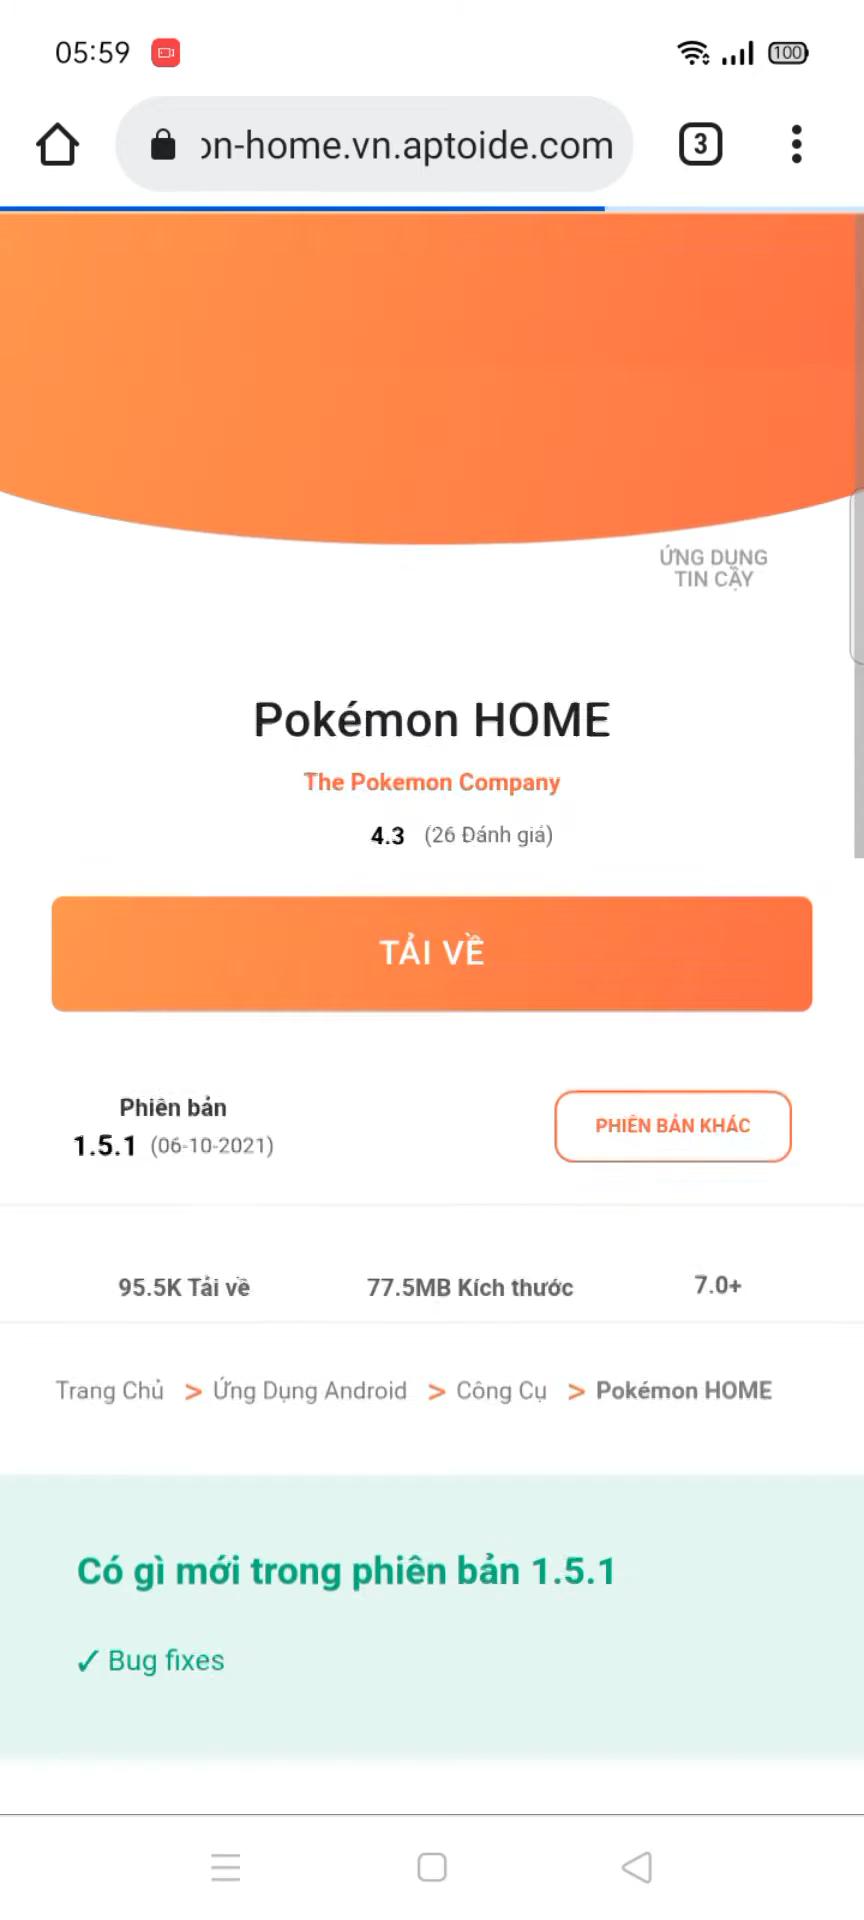 05:59
100
on-home.vn.aptoide.com
3
ỨNG DỤNG
TIN CẬY
Pokémon HOME
The Pokemon Company
4.3 (26 Đánh giá)
TẢI VỀ
Phiên bản
1.5.1 (06-10-2021)
PHIÊN BẢN KHÁC
95.5K Tải về
77.5MB Kích thước
7.0+
Trang Chủ > Ứng Dụng Android > Công Cụ > Pokémon HOME
Có gì mới trong phiên bản 1.5.1
✓ Bug fixes